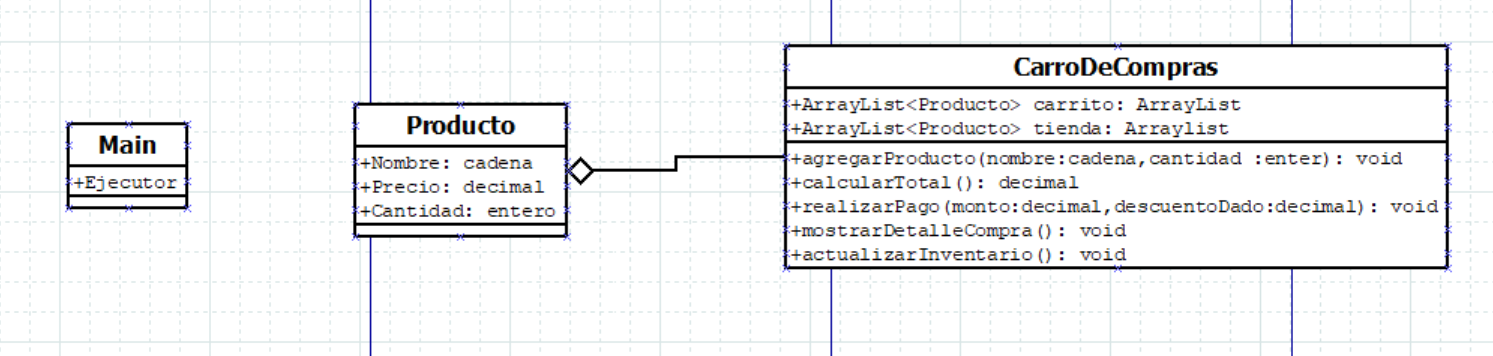 Main
+Ejecutor
Producto
+Nombre: cadena
+Precio: decimal
+Cantidad: entero
CarroDeCompras
+ArrayList<Producto> carrito: ArrayList
+ArrayList<Producto> tienda: Arraylist
+agregarProducto(nombre:cadena,cantidad :enter): void
+calcularTotal(): decimal
+realizarPago(monto:decimal,descuentoDado:decimal): void
+mostrarDetalleCompra(): void
+actualizarInventario(): void